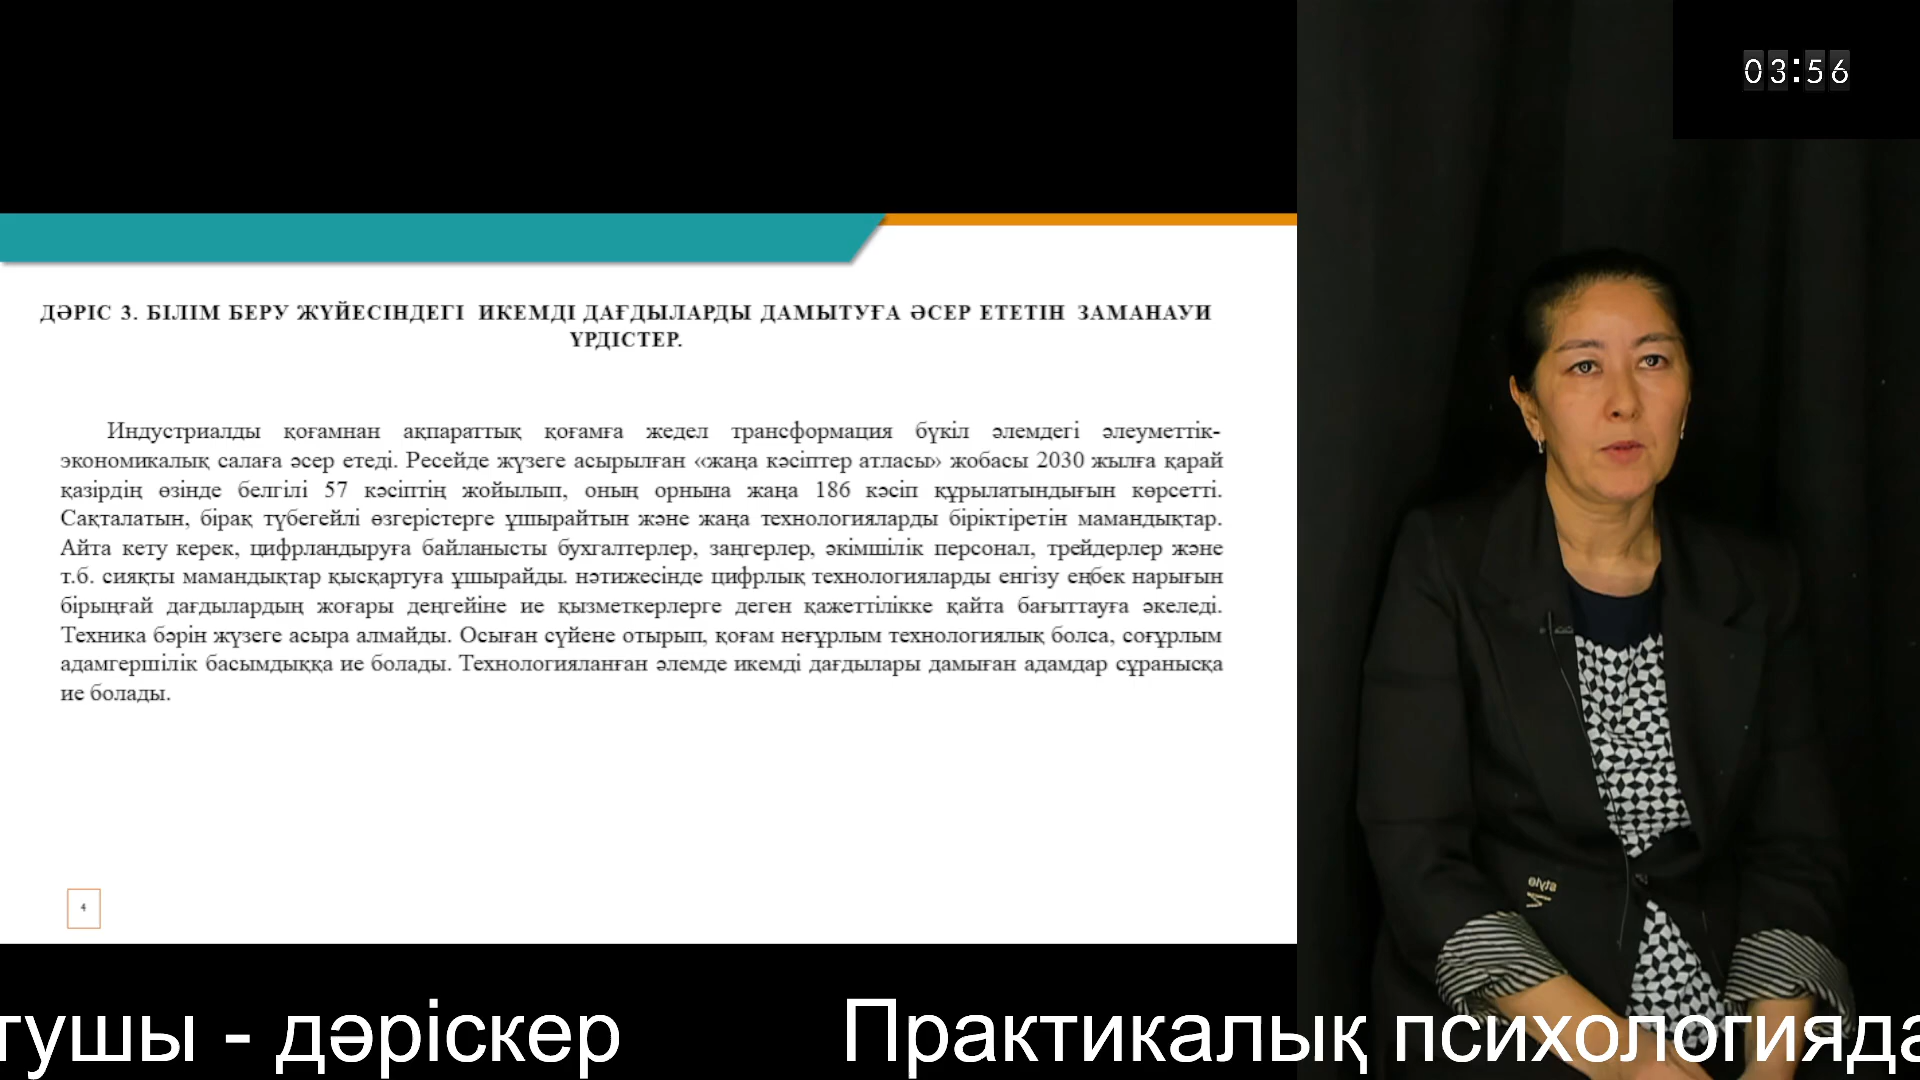 03:56
ДӘРІС 3. БІЛІМ БЕРУ ЖҮЙЕСІНДЕГІ ИКЕМДІ ДАҒДЫЛАРДЫ ДАМЫТУҒА ӘСЕР ЕТЕТІН ЗАМАНАУИ
ҮРДІСТЕР.
Индустриалды қоғамнан ақпараттық қоғамға жедел трансформация бүкіл әлемдегі әлеуметтік-
экономикалық салаға әсер етеді. Ресейде жүзеге асырылған «жаңа кәсіптер атласы» жобасы 2030 жылға қарай
қазірдің өзінде белгілі 57 кәсіптің жойылып, оның орнына жаңа 186 кәсіп құрылатындығын көрсетті.
Сақталатын, бірақ түбегейлі өзгерістерге ұшырайтын және жаңа технологияларды біріктіретін мамандықтар.
Айта кету керек, цифрландыруға байланысты бухгалтерлер, заңгерлер, әкімшілік персонал, трейдерлер және
т.б. сияқты мамандықтар қысқартуға ұшырайды. нәтижесінде цифрлық технологияларды енгізу еңбек нарығын
бірыңғай дағдылардың жоғары деңгейіне ие қызметкерлерге деген қажеттілікке қайта бағыттауға әкеледі.
Техника бәрін жүзеге асыра алмайды. Осыған сүйене отырып, қоғам неғұрлым технологиялық болса, соғұрлым
адамгершілік басымдыққа ие болады. Технологияланған әлемде икемді дағдылары дамыған адамдар сұранысқа
ие болады.
4
style
тушы - дәріскер Практикалық психологияда